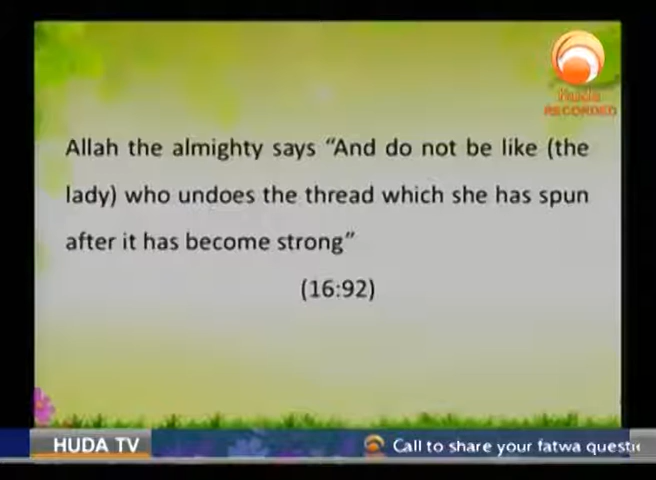 Huda
RECORDED
Allah the almighty says “And do not be like (the
lady) who undoes the thread which she has spun
after it has become strong”
(16:92)
HUDA TV
Call to share your fatwa questi